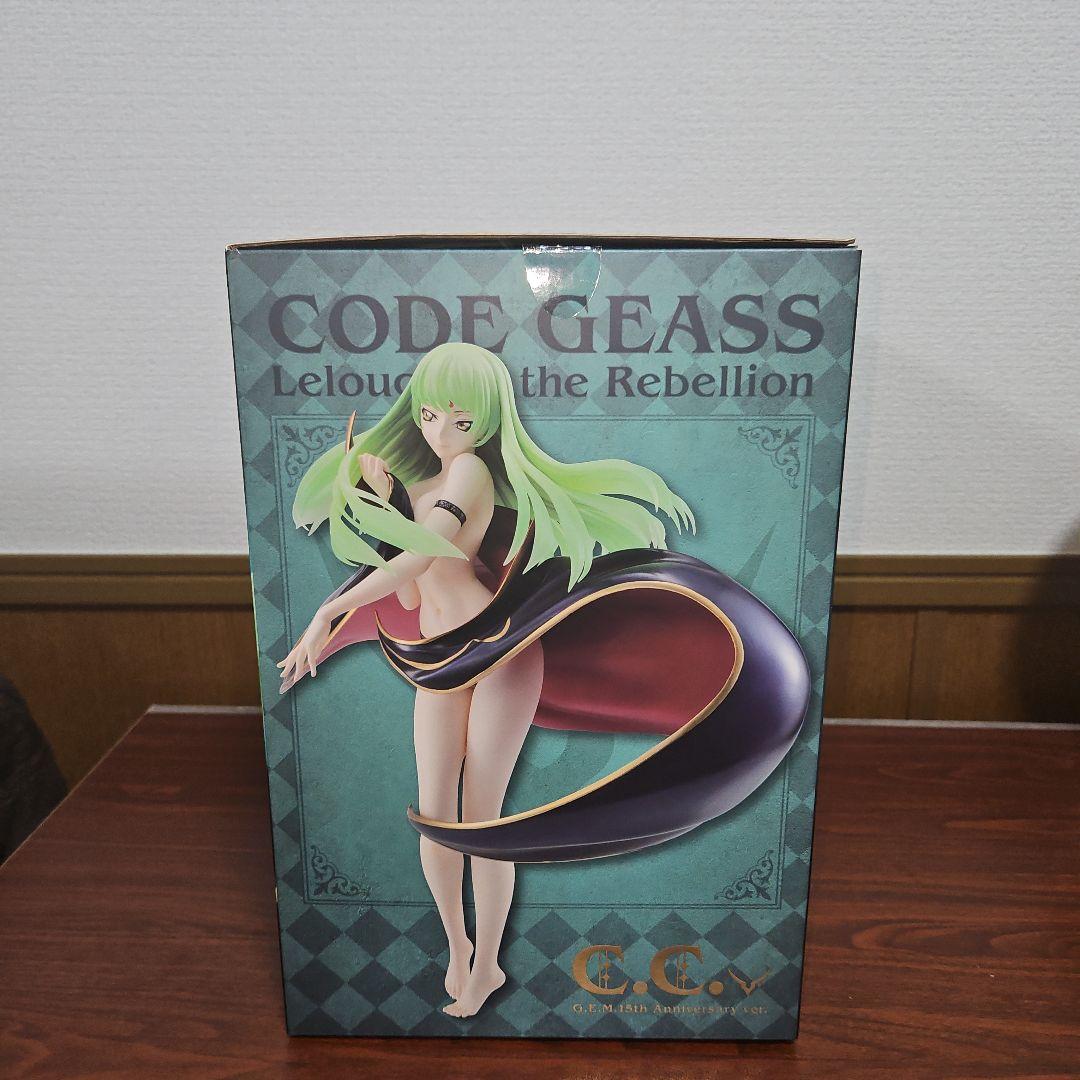 CODE GEASS
Lelouc the Rebellion
C.C.
G.E.M.15th Anniversary ver.